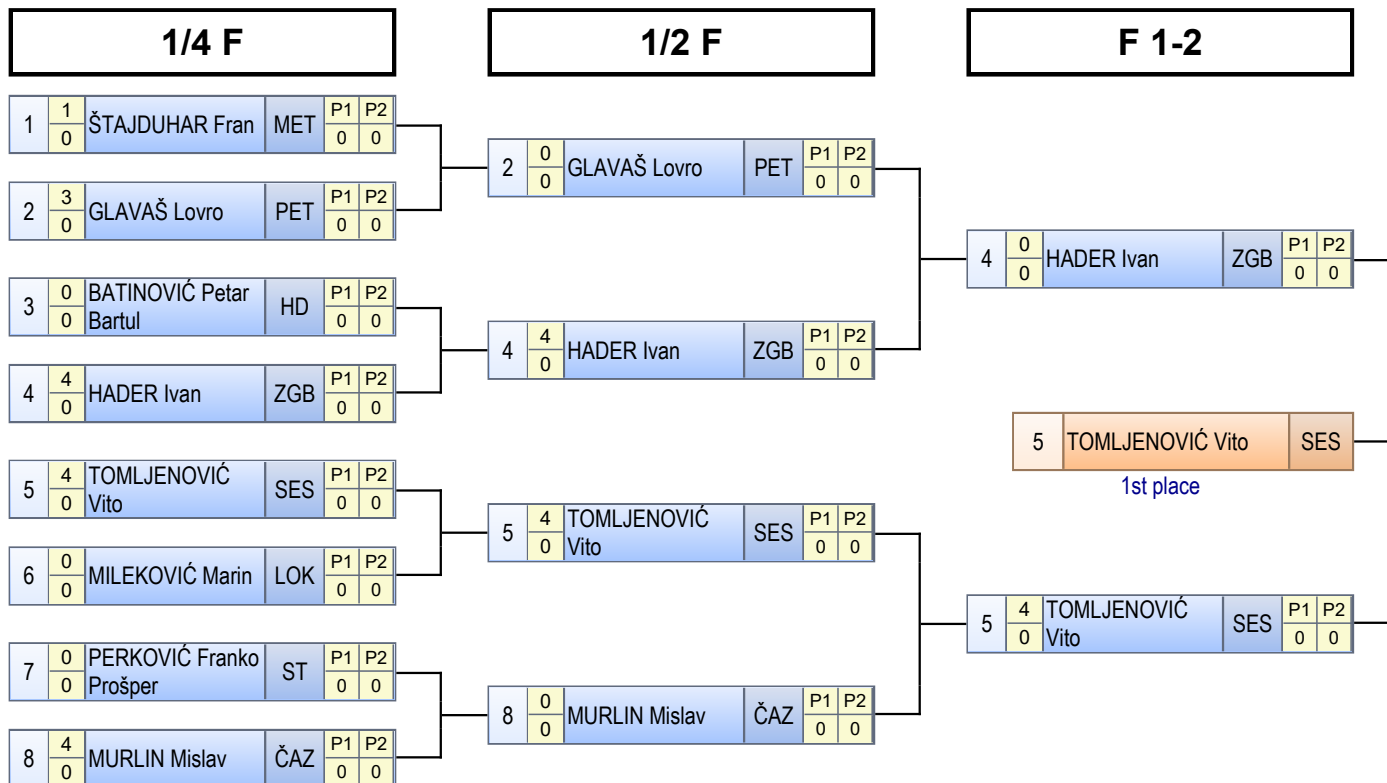 1/4 F
1/2 F
F 1-2
1 1 ŠTAJDUHAR Fran MET P1 P2
0 0 0
2 3 GLAVAŠ Lovro PET P1 P2
0 0 0
3 0 BATINOVIĆ Petar HD P1 P2
0 Bartul 0 0
4 4 HADER Ivan ZGB P1 P2
0 0 0
5 4 TOMLJENOVIĆ SES P1 P2
0 Vito 0 0
6 0 MILEKOVIĆ Marin LOK P1 P2
0 0 0
7 0 PERKOVIĆ Franko ST P1 P2
0 Prošper 0 0
8 4 MURLIN Mislav ČAZ P1 P2
0 0 0
2 0 GLAVAŠ Lovro PET P1 P2
0 0 0
4 4 HADER Ivan ZGB P1 P2
0 0 0
5 4 TOMLJENOVIĆ SES P1 P2
0 Vito 0 0
8 0 MURLIN Mislav ČAZ P1 P2
0 0 0
4 0 HADER Ivan ZGB P1 P2
0 0 0
5 TOMLJENOVIĆ Vito SES
1st place
5 4 TOMLJENOVIĆ SES P1 P2
0 Vito 0 0